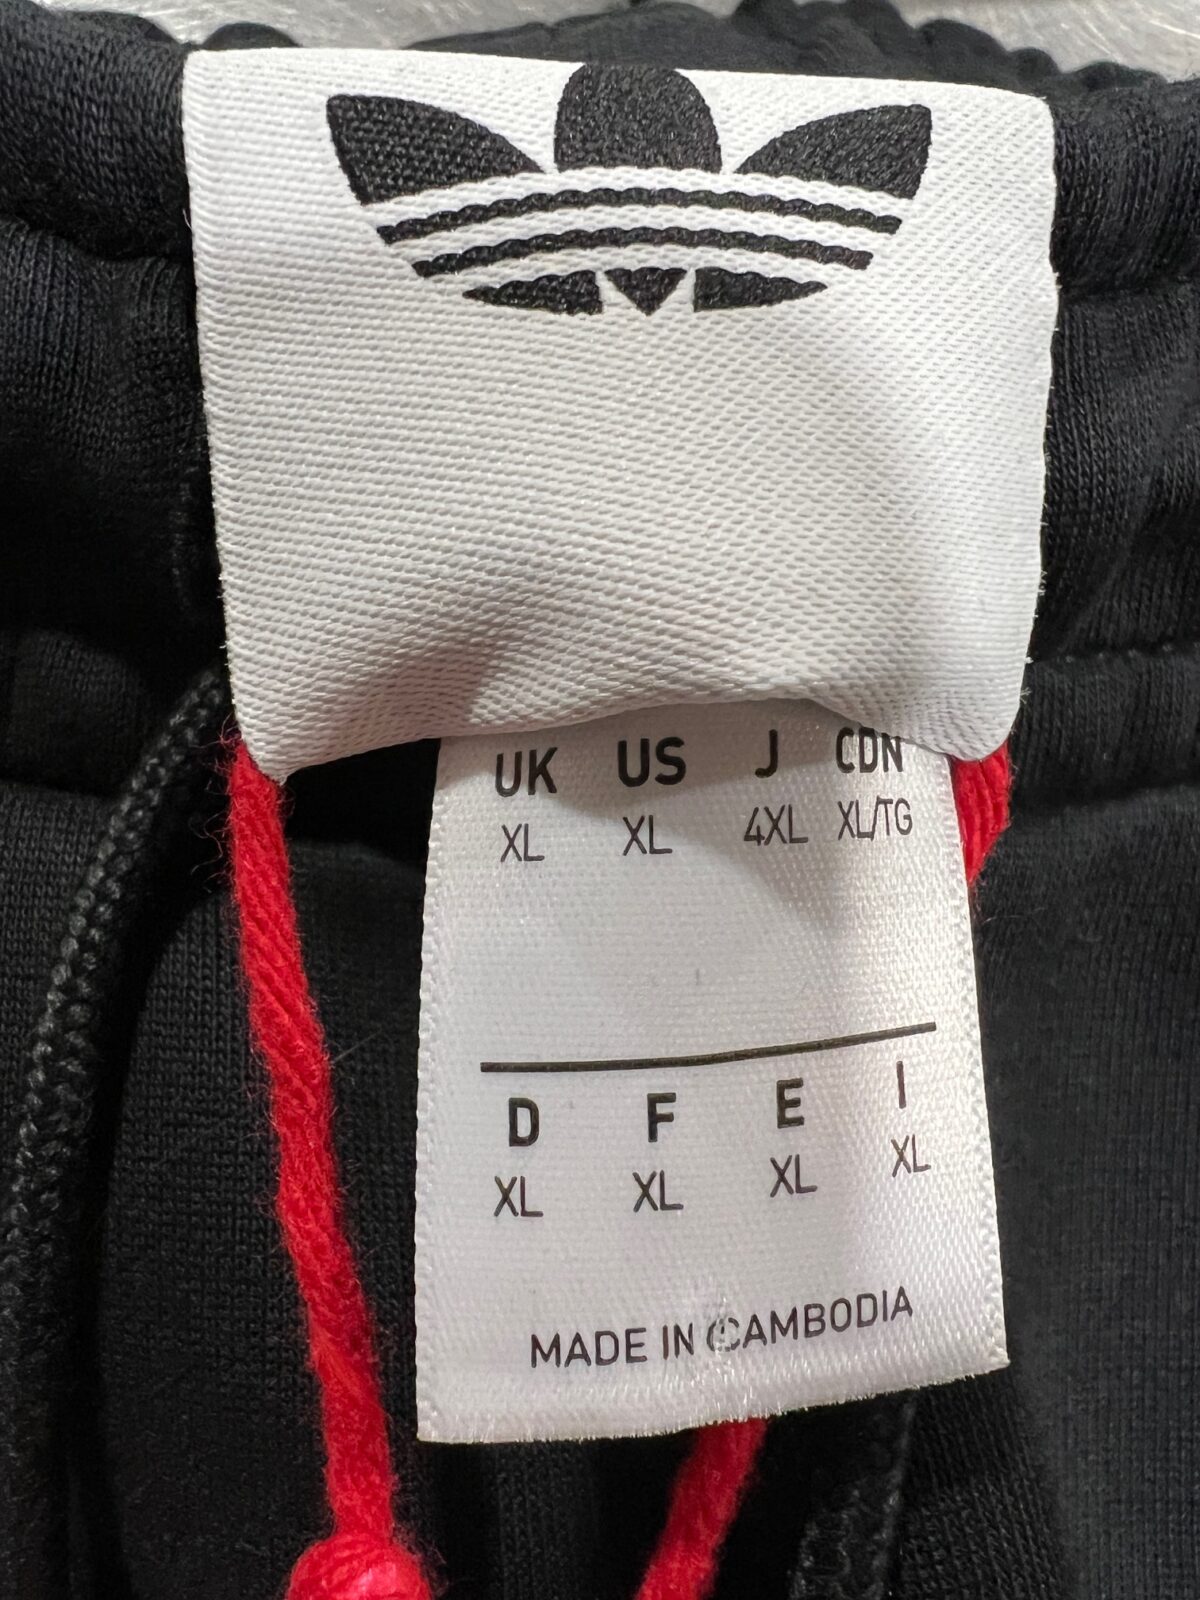 UK US J CDN
XL XL 4XL XL/TG
D F E I
XL XL XL XL
MADE IN CAMBODIA